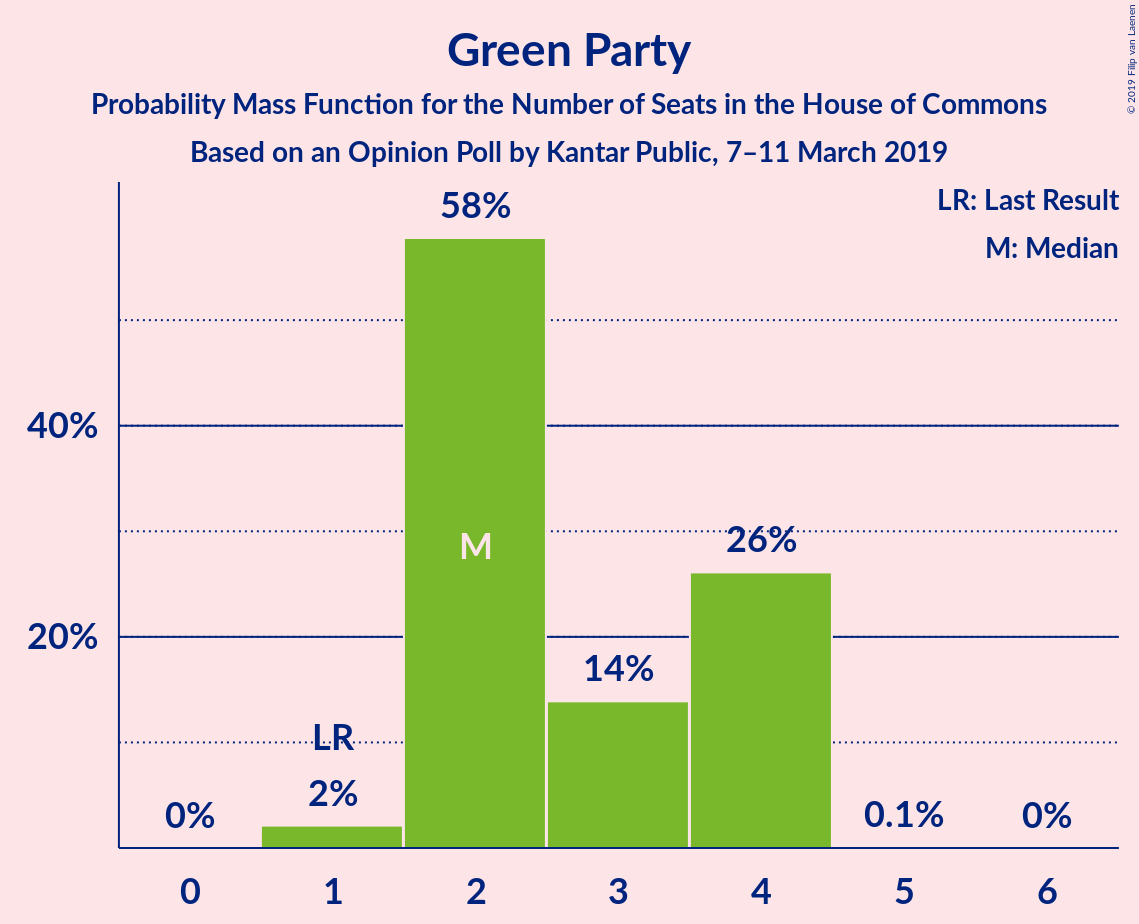 Green Party
Probability Mass Function for the Number of Seats in the House of Commons
Based on an Opinion Poll by Kantar Public, 7–11 March 2019
© 2019 Filip van Laenen
LR: Last Result
M: Median
58%
40%
M
26%
20%
14%
LR
2%
0%
0.1%
0%
0 1 2 3 4 5 6